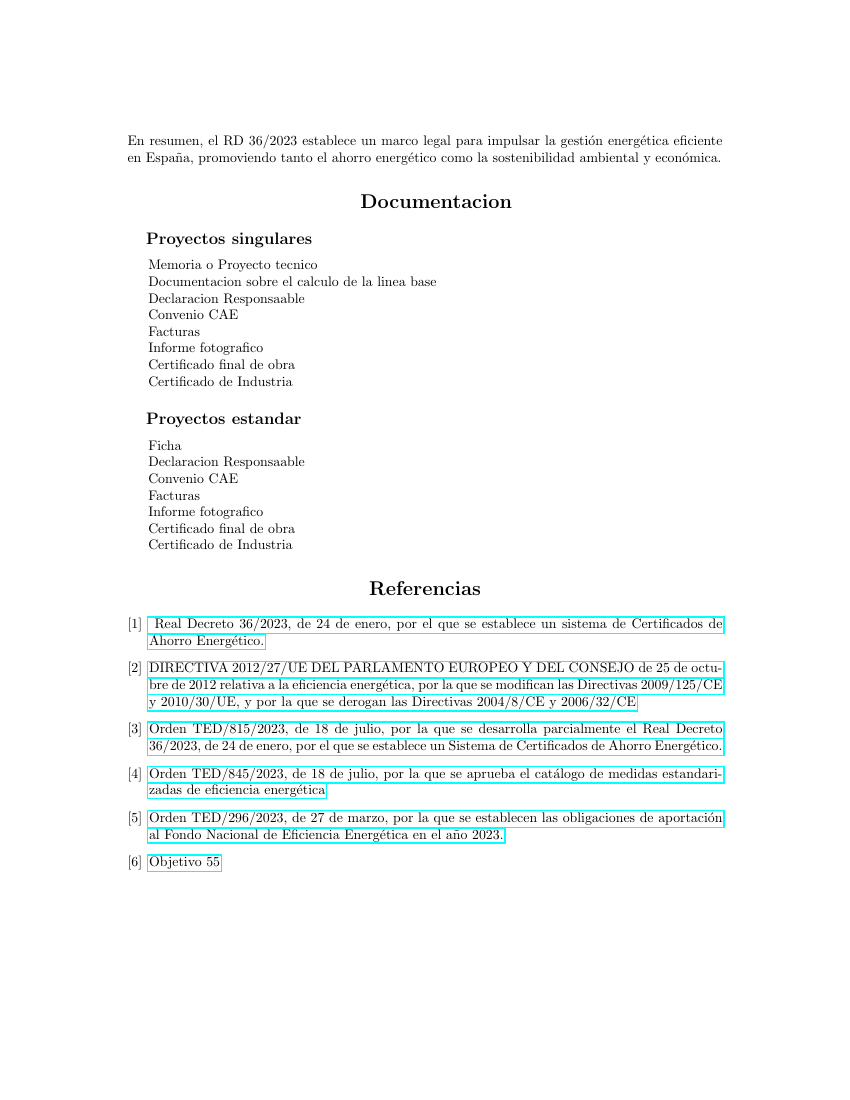 En resumen, el RD 36/2023 establece un marco legal para impulsar la gestión energética eficiente
en España, promoviendo tanto el ahorro energético como la sostenibilidad ambiental y económica.
Documentacion
Proyectos singulares
Memoria o Proyecto tecnico
Documentacion sobre el calculo de la linea base
Declaracion Responsaable
Convenio CAE
Facturas
Informe fotografico
Certificado final de obra
Certificado de Industria
Proyectos estandar
Ficha
Declaracion Responsaable
Convenio CAE
Facturas
Informe fotografico
Certificado final de obra
Certificado de Industria
Referencias
[1] Real Decreto 36/2023, de 24 de enero, por el que se establece un sistema de Certificados de
Ahorro Energético.
[2] DIRECTIVA 2012/27/UE DEL PARLAMENTO EUROPEO Y DEL CONSEJO de 25 de octu-
bre de 2012 relativa a la eficiencia energética, por la que se modifican las Directivas 2009/125/CE
y 2010/30/UE, y por la que se derogan las Directivas 2004/8/CE y 2006/32/CE
[3] Orden TED/815/2023, de 18 de julio, por la que se desarrolla parcialmente el Real Decreto
36/2023, de 24 de enero, por el que se establece un Sistema de Certificados de Ahorro Energético.
[4] Orden TED/845/2023, de 18 de julio, por la que se aprueba el catálogo de medidas estandari-
zadas de eficiencia energética
[5] Orden TED/296/2023, de 27 de marzo, por la que se establecen las obligaciones de aportación
al Fondo Nacional de Eficiencia Energética en el año 2023.
[6] Objetivo 55